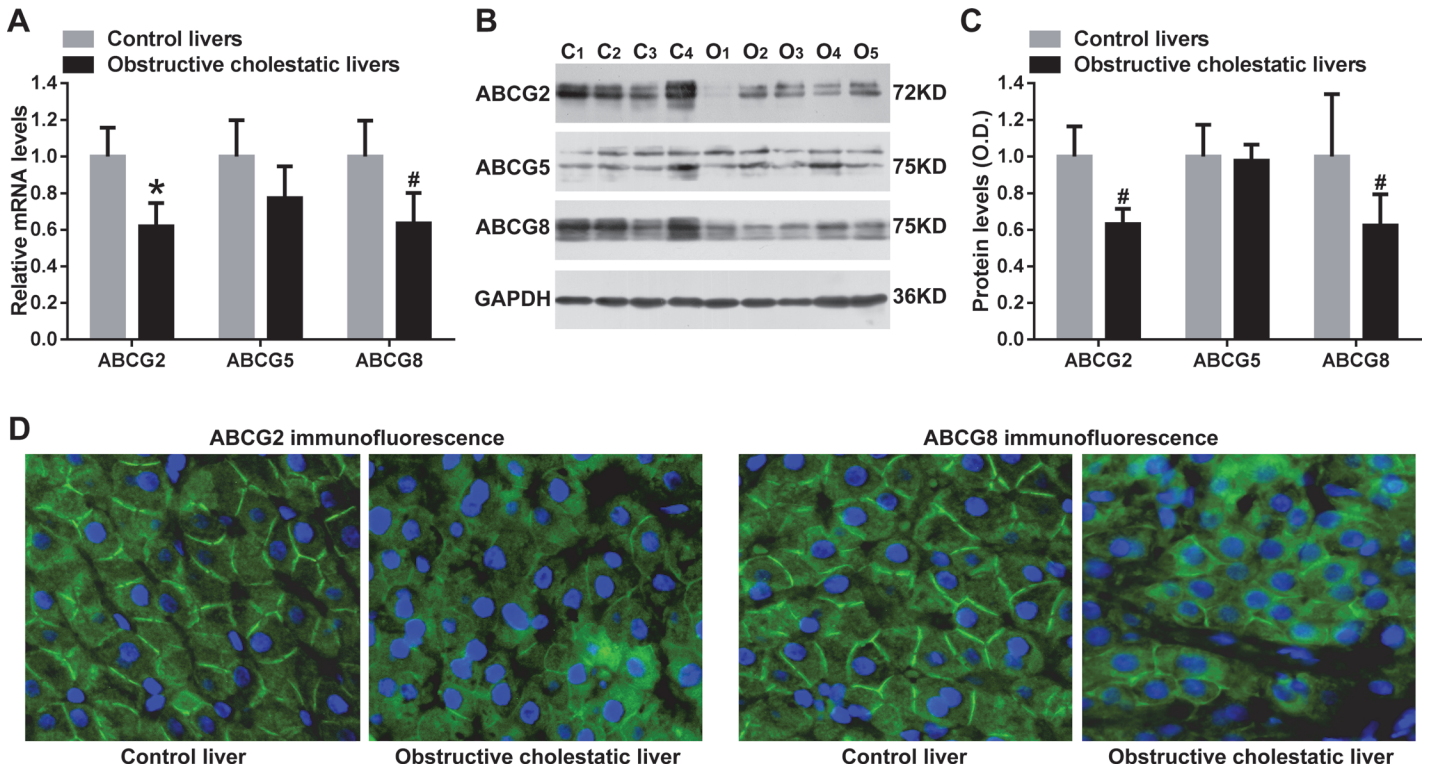 A
Control livers
Obstructive cholestatic livers
Relative mRNA levels
1.4
1.2
1.0
0.8
0.6
0.4
0.2
0.0
*
#
ABCG2
ABCG5
ABCG8
B
C1 C2 C3 C4 O1 O2 O3 O4 O5
ABCG2 72KD
ABCG5 75KD
ABCG8 75KD
GAPDH 36KD
C
Control livers
Obstructive cholestatic livers
Protein levels (O.D.)
1.4
1.2
1.0
0.8
0.6
0.4
0.2
0.0
#
#
ABCG2
ABCG5
ABCG8
D
ABCG2 immunofluorescence
ABCG8 immunofluorescence
Control liver
Obstructive cholestatic liver
Control liver
Obstructive cholestatic liver